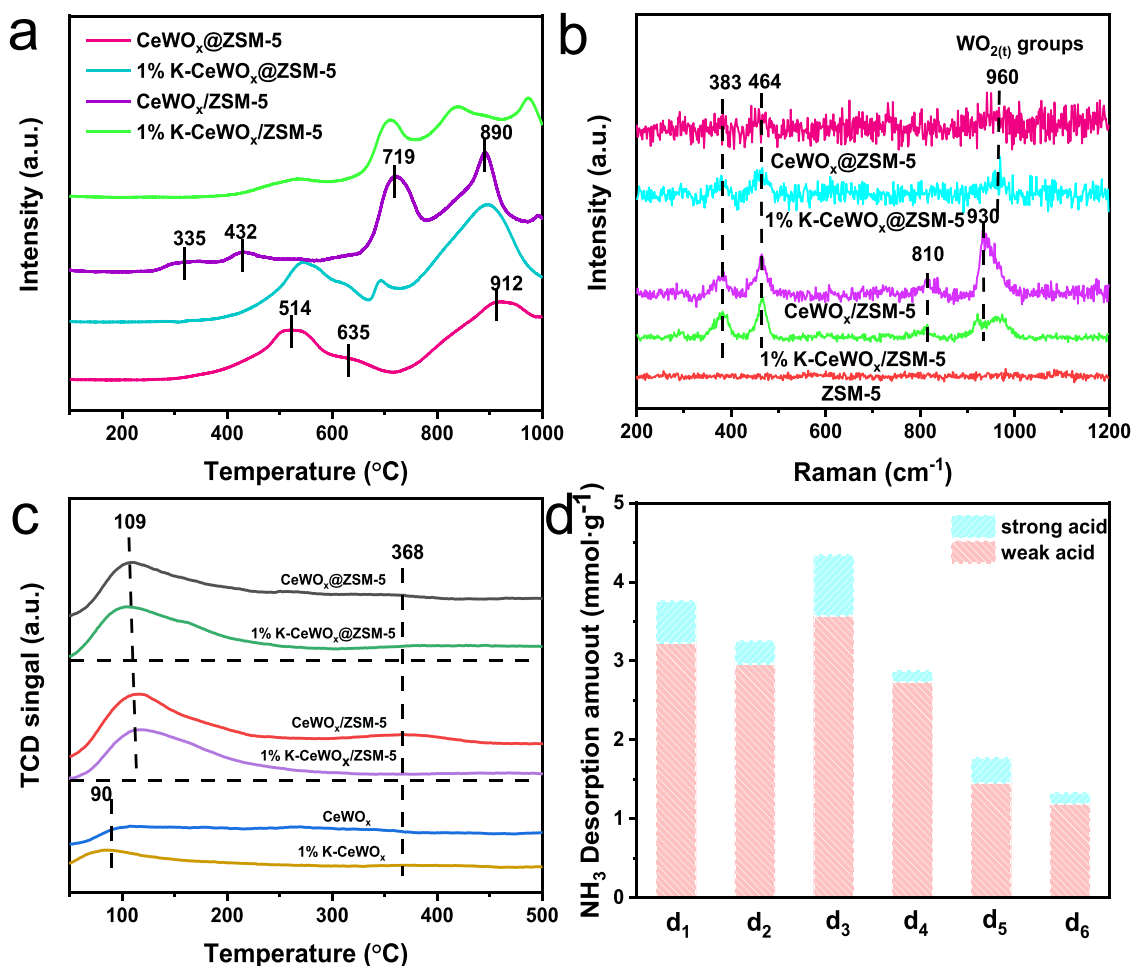 a
CeWOₓ@ZSM-5
1% K-CeWOₓ@ZSM-5
CeWOₓ/ZSM-5
1% K-CeWOₓ/ZSM-5
890
719
335
432
912
514
635
Intensity (a.u.)
200 400 600 800 1000
Temperature (°C)
b
WO₂₍ₜ₎ groups
383 464 960
CeWOₓ@ZSM-5
1% K-CeWOₓ@ZSM-5
930
810
CeWOₓ/ZSM-5
1% K-CeWOₓ/ZSM-5
ZSM-5
Intensity (a.u.)
200 400 600 800 1000 1200
Raman (cm⁻¹)
c
109
368
CeWOₓ@ZSM-5
1% K-CeWOₓ@ZSM-5
CeWOₓ/ZSM-5
1% K-CeWOₓ/ZSM-5
90
CeWOₓ
1% K-CeWOₓ
TCD singal (a.u.)
100 200 300 400 500
Temperature (°C)
d
strong acid
weak acid
NH₃ Desorption amuout (mmol·g⁻¹)
5
4
3
2
1
0
d₁ d₂ d₃ d₄ d₅ d₆